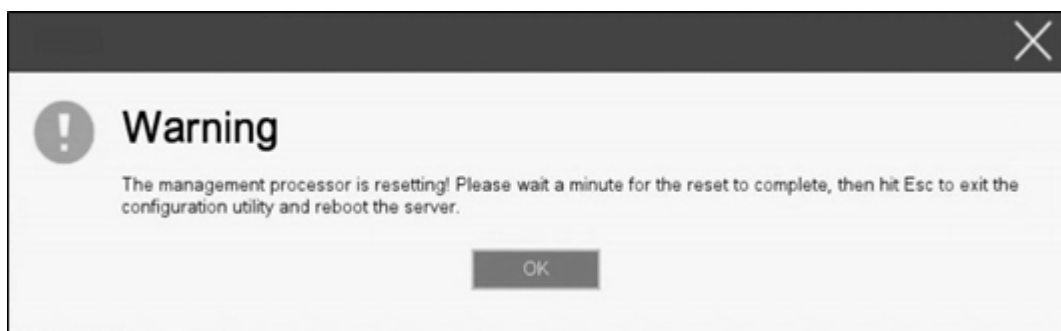 Warning
The management processor is resetting! Please wait a minute for the reset to complete, then hit Esc to exit the
configuration utility and reboot the server.
OK